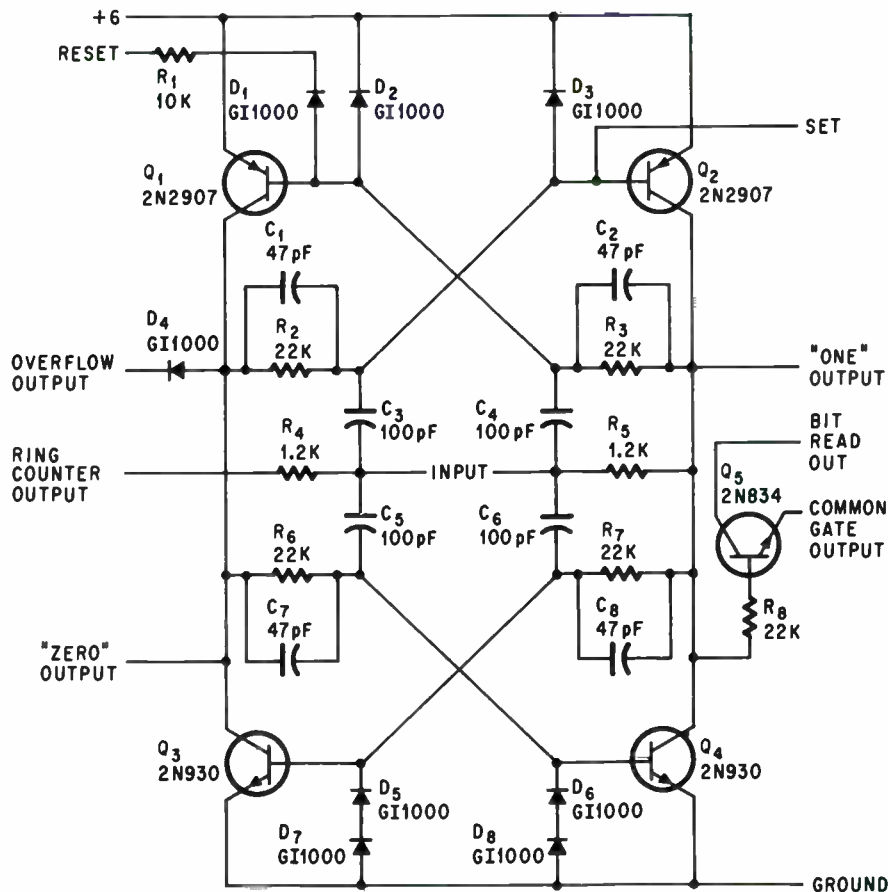 +6
RESET
R1
10K
D1
GI1000
D2
GI1000
D3
GI1000
SET
Q1
2N2907
Q2
2N2907
C1
47pF
C2
47pF
D4
GI1000
R2
22K
R3
22K
OVERFLOW
OUTPUT
"ONE"
OUTPUT
C3
100pF
C4
100pF
R4
1.2K
R5
1.2K
RING
COUNTER
OUTPUT
INPUT
BIT
READ
OUT
Q5
2N834
COMMON
GATE
OUTPUT
C5
100pF
C6
100pF
R6
22K
R7
22K
C7
47pF
C8
47pF
R8
22K
"ZERO"
OUTPUT
Q3
2N930
Q4
2N930
D5
GI1000
D6
GI1000
D7
GI1000
D8
GI1000
GROUND